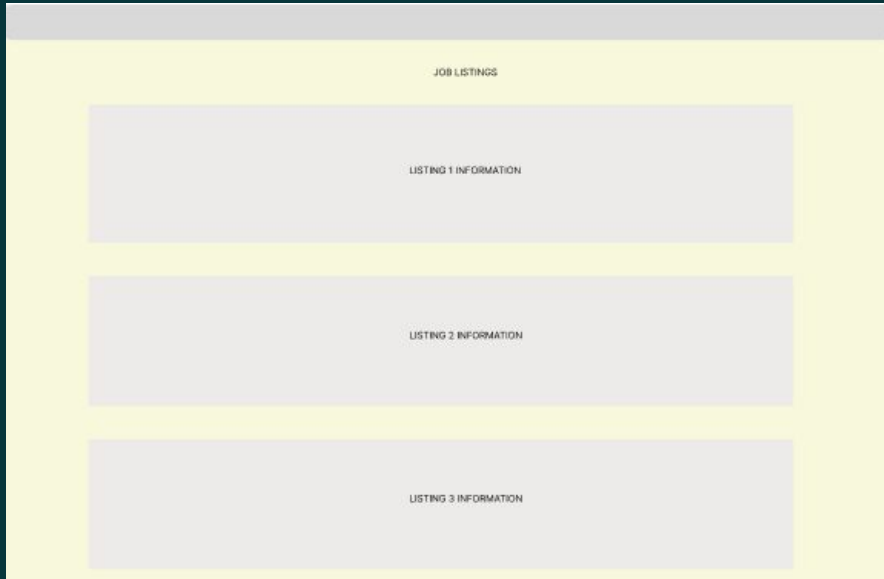 JOB LISTINGS
LISTING 1 INFORMATION
LISTING 2 INFORMATION
LISTING 3 INFORMATION